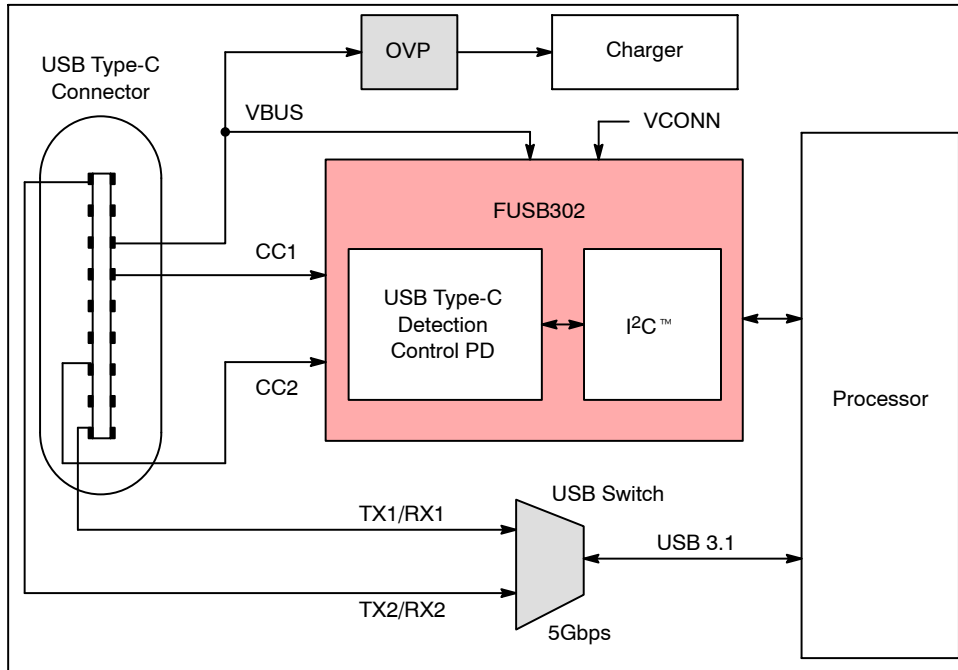 OVP
Charger
USB Type-C
Connector
VBUS
VCONN
FUSB302
CC1
USB Type-C
Detection
Control PD
I²C™
CC2
Processor
USB Switch
TX1/RX1
USB 3.1
TX2/RX2
5Gbps